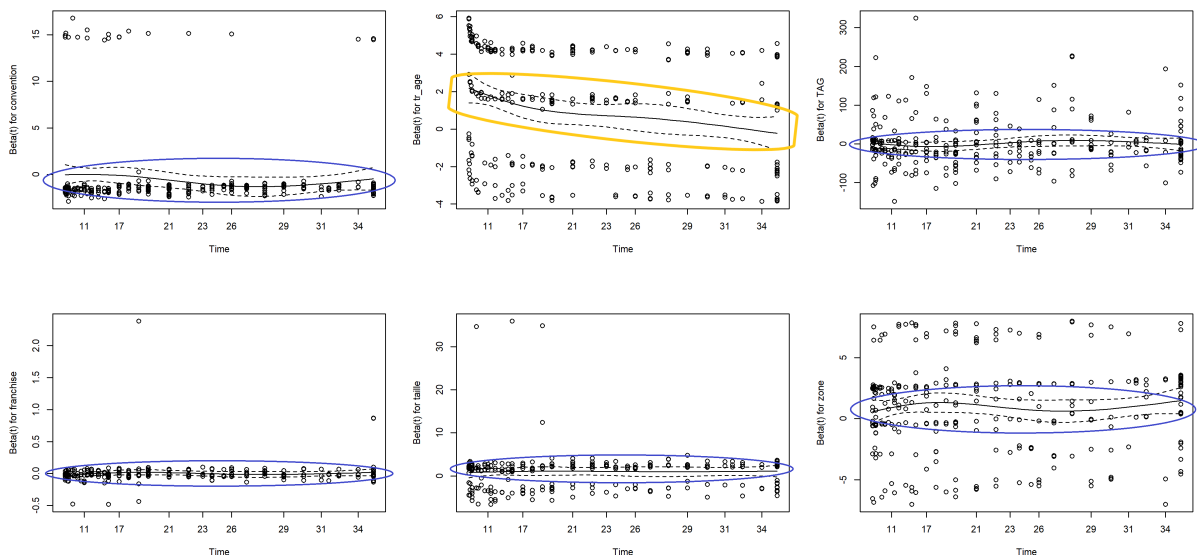 Beta(t) for convention
0 5 10 15
11 17 21 23 26 29 31 34
Time
Beta(t) for tr_age
-4 -2 0 2 4 6
11 17 21 23 26 29 31 34
Time
Beta(t) for TAG
-100 0 100 200 300
11 17 21 23 26 29 31 34
Time
Beta(t) for franchise
-0.5 0.0 0.5 1.0 1.5 2.0
11 17 21 23 26 29 31 34
Time
Beta(t) for taille
0 10 20 30
11 17 21 23 26 29 31 34
Time
Beta(t) for zone
-5 0 5
11 17 21 23 26 29 31 34
Time